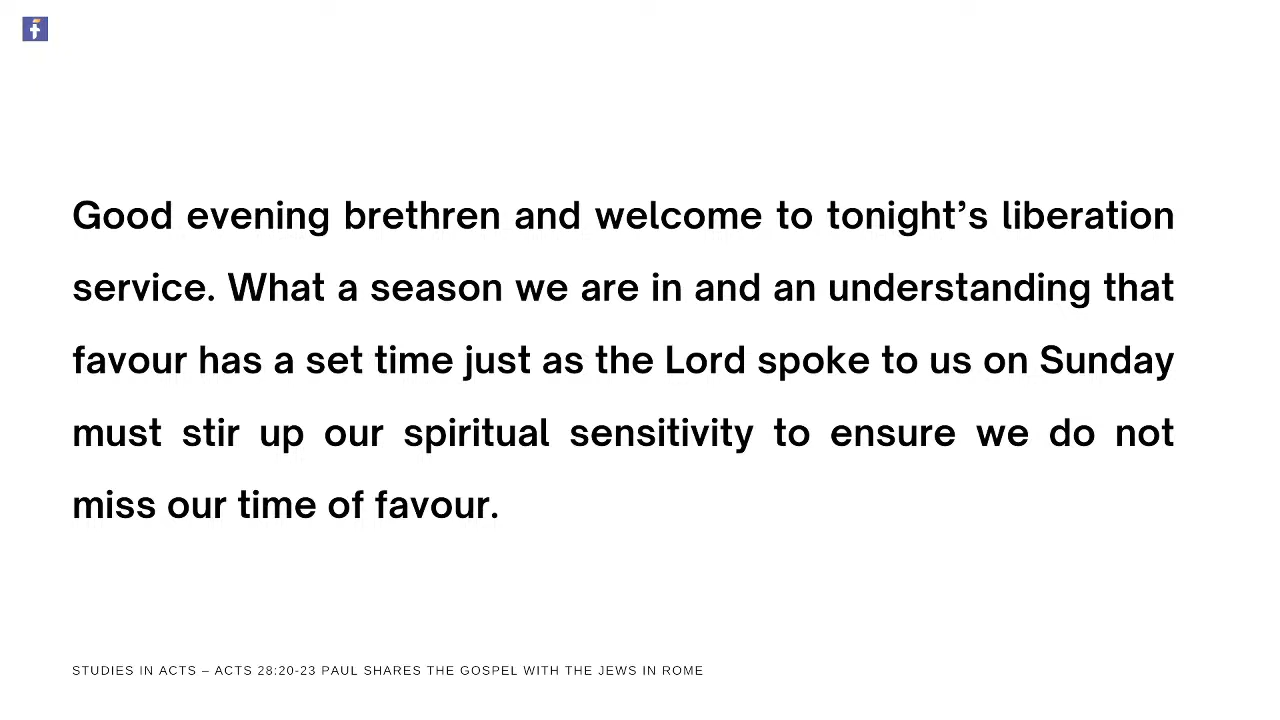 Good evening brethren and welcome to tonight’s liberation
service. What a season we are in and an understanding that
favour has a set time just as the Lord spoke to us on Sunday
must stir up our spiritual sensitivity to ensure we do not
miss our time of favour.
STUDIES IN ACTS – ACTS 28:20-23 PAUL SHARES THE GOSPEL WITH THE JEWS IN ROME